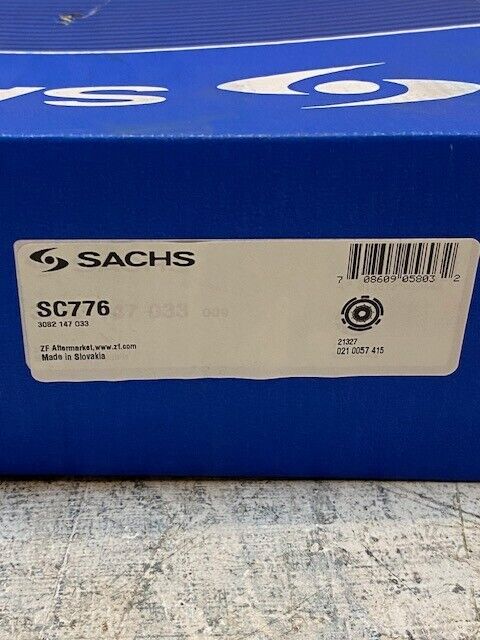 SA
SACHS
SC776
3082 147 033
ZF Aftermarket, www.zf.com
Made in Slovakia
7 08609 05803 2
21327
021 0057 415